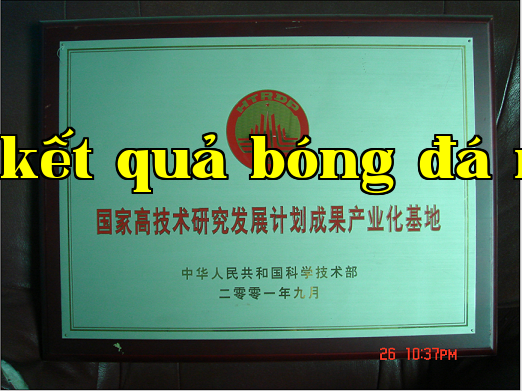 HTRDP
kết quả bóng đá
国家高技术研究发展计划成果产业化基地
中华人民共和国科学技术部
二零零一年九月
26 10:37PM